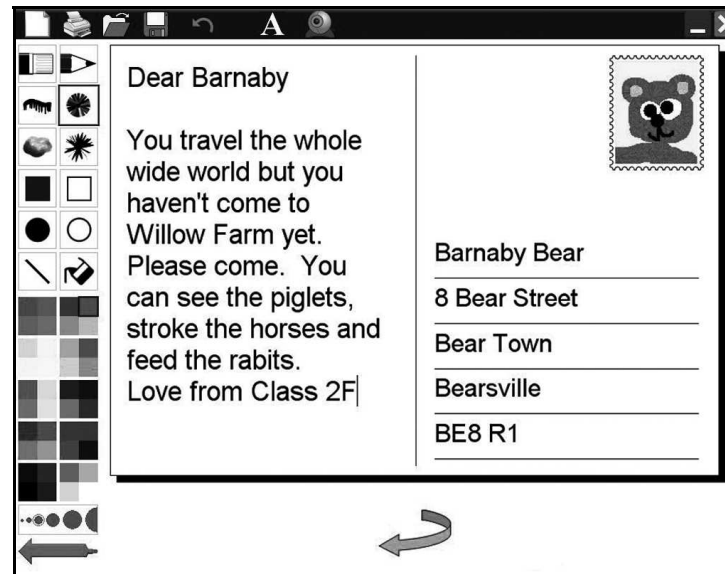 A
Dear Barnaby
You travel the whole
wide world but you
haven't come to
Willow Farm yet.
Please come.  You
can see the piglets,
stroke the horses and
feed the rabits.
Love from Class 2F
Barnaby Bear
8 Bear Street
Bear Town
Bearsville
BE8 R1